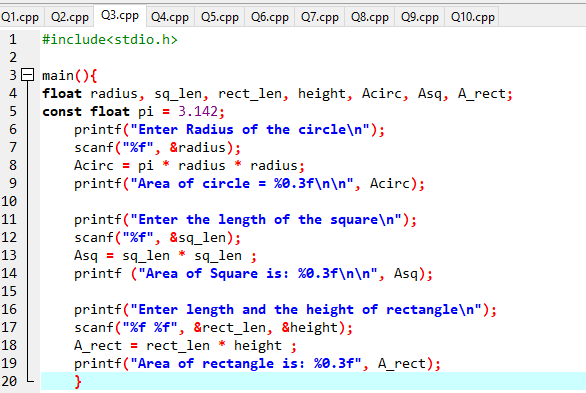 Q1.cpp Q2.cpp Q3.cpp Q4.cpp Q5.cpp Q6.cpp Q7.cpp Q8.cpp Q9.cpp Q10.cpp
1 #include<stdio.h>
2
3 main(){
4 float radius, sq_len, rect_len, height, Acirc, Asq, A_rect;
5 const float pi = 3.142;
6 printf("Enter Radius of the circle\n");
7 scanf("%f", &radius);
8 Acirc = pi * radius * radius;
9 printf("Area of circle = %0.3f\n\n", Acirc);
10
11 printf("Enter the length of the square\n");
12 scanf("%f", &sq_len);
13 Asq = sq_len * sq_len ;
14 printf ("Area of Square is: %0.3f\n\n", Asq);
15
16 printf("Enter length and the height of rectangle\n");
17 scanf("%f %f", &rect_len, &height);
18 A_rect = rect_len * height ;
19 printf("Area of rectangle is: %0.3f", A_rect);
20 }